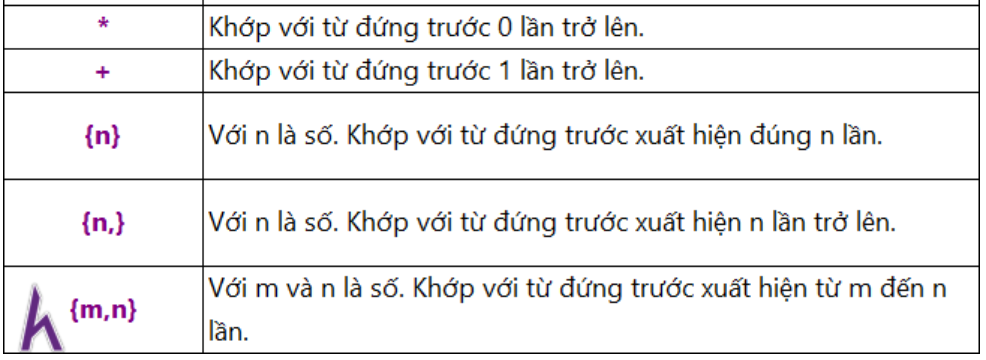 * Khớp với từ đứng trước 0 lần trở lên.
+ Khớp với từ đứng trước 1 lần trở lên.
{n} Với n là số. Khớp với từ đứng trước xuất hiện đúng n lần.
{n,} Với n là số. Khớp với từ đứng trước xuất hiện n lần trở lên.
{m,n} Với m và n là số. Khớp với từ đứng trước xuất hiện từ m đến n
lần.